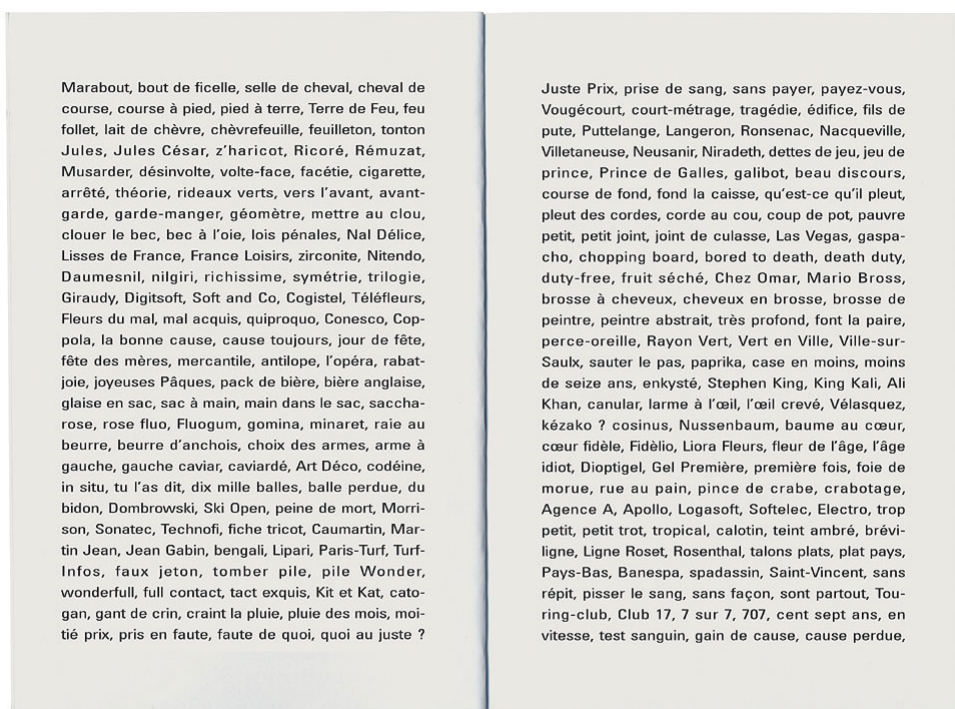 Marabout, bout de ficelle, selle de cheval, cheval de
course, course à pied, pied à terre, Terre de Feu, feu
follet, lait de chèvre, chèvrefeuille, feuilleton, tonton
Jules, Jules César, z'haricot, Ricoré, Rémuzat,
Musarder, désinvolte, volte-face, facétie, cigarette,
arrêté, théorie, rideaux verts, vers l'avant, avant-
garde, garde-manger, géomètre, mettre au clou,
clouer le bec, bec à l'oie, lois pénales, Nal Délice,
Lisses de France, France Loisirs, zirconite, Nitendo,
Daumesnil, nilgiri, richissime, symétrie, trilogie,
Giraudy, Digitsoft, Soft and Co, Cogistel, Téléfleurs,
Fleurs du mal, mal acquis, quiproquo, Conesco, Cop-
pola, la bonne cause, cause toujours, jour de fête,
fête des mères, mercantile, antilope, l'opéra, rabat-
joie, joyeuses Pâques, pack de bière, bière anglaise,
glaise en sac, sac à main, main dans le sac, saccha-
rose, rose fluo, Fluogum, gomina, minaret, raie au
beurre, beurre d'anchois, choix des armes, arme à
gauche, gauche caviar, caviardé, Art Déco, codéine,
in situ, tu l'as dit, dix mille balles, balle perdue, du
bidon, Dombrowski, Ski Open, peine de mort, Morri-
son, Sonatec, Technofi, fiche tricot, Caumartin, Mar-
tin Jean, Jean Gabin, bengali, Lipari, Paris-Turf, Turf-
Infos, faux jeton, tomber pile, pile Wonder,
wonderfull, full contact, tact exquis, Kit et Kat, cato-
gan, gant de crin, craint la pluie, pluie des mois, moi-
tié prix, pris en faute, faute de quoi, quoi au juste ?
Juste Prix, prise de sang, sans payer, payez-vous,
Vougécourt, court-métrage, tragédie, édifice, fils de
pute, Puttelange, Langeron, Ronsenac, Nacqueville,
Villetaneuse, Neusanir, Niradeth, dettes de jeu, jeu de
prince, Prince de Galles, galibot, beau discours,
course de fond, fond la caisse, qu'est-ce qu'il pleut,
pleut des cordes, corde au cou, coup de pot, pauvre
petit, petit joint, joint de culasse, Las Vegas, gaspa-
cho, chopping board, bored to death, death duty,
duty-free, fruit séché, Chez Omar, Mario Bross,
brosse à cheveux, cheveux en brosse, brosse de
peintre, peintre abstrait, très profond, font la paire,
perce-oreille, Rayon Vert, Vert en Ville, Ville-sur-
Saulx, sauter le pas, paprika, case en moins, moins
de seize ans, enkysté, Stephen King, King Kali, Ali
Khan, canular, larme à l'œil, l'œil crevé, Vélasquez,
kézako ? cosinus, Nussenbaum, baume au cœur,
cœur fidèle, Fidèlio, Liora Fleurs, fleur de l'âge, l'âge
idiot, Dioptigel, Gel Première, première fois, foie de
morue, rue au pain, pince de crabe, crabotage,
Agence A, Apollo, Logasoft, Softelec, Electro, trop
petit, petit trot, tropical, calotin, teint ambré, brévi-
ligne, Ligne Roset, Rosenthal, talons plats, plat pays,
Pays-Bas, Banespa, spadassin, Saint-Vincent, sans
répit, pisser le sang, sans façon, sont partout, Tou-
ring-club, Club 17, 7 sur 7, 707, cent sept ans, en
vitesse, test sanguin, gain de cause, cause perdue,